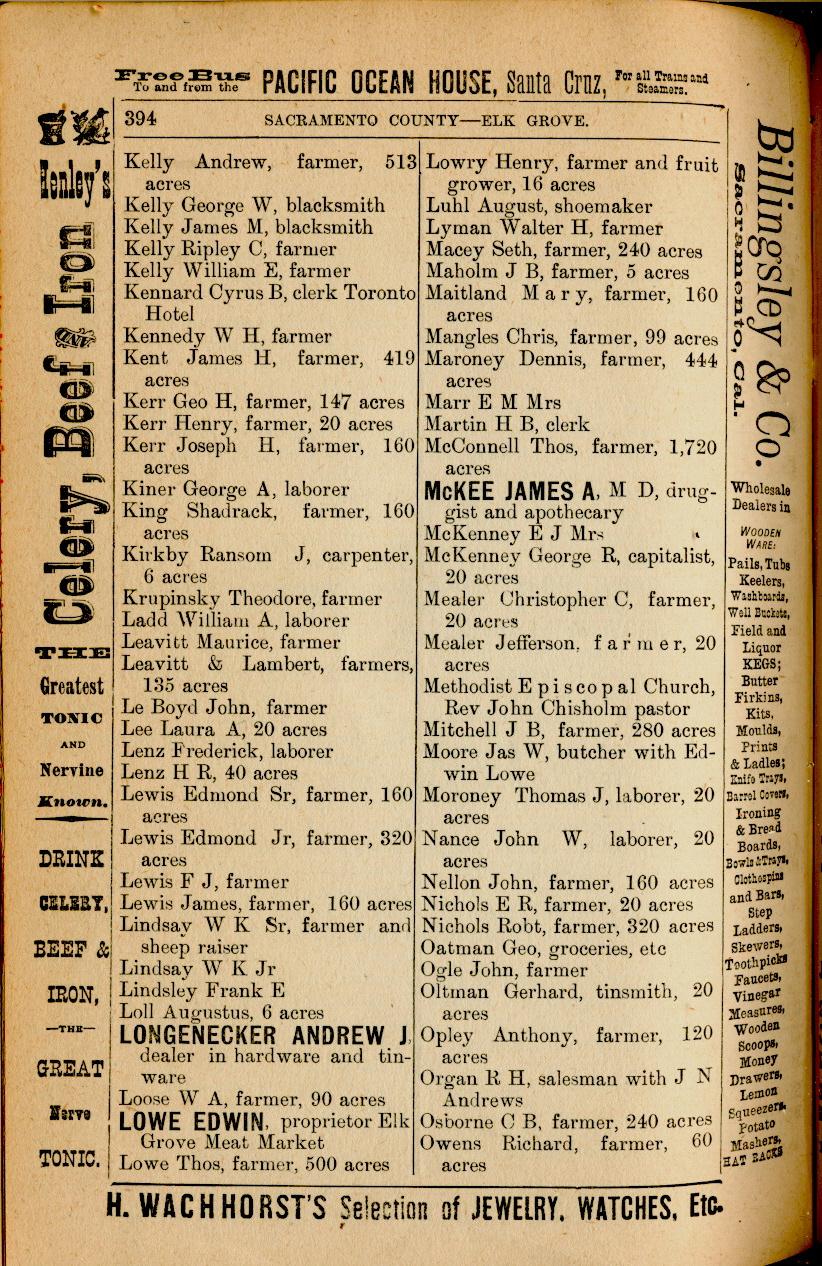 Free Bus To and from the PACIFIC OCEAN HOUSE, Santa Cruz, For all Trains and Steamers.
394 SACRAMENTO COUNTY—ELK GROVE.
Henley's
Celery, Beef and Iron
THE
Greatest
TONIC
AND
Nervine
Known.
DRINK
CELERY,
BEEF &
IRON,
—THE—
GREAT
Nerve
TONIC.
Kelly Andrew, farmer, 513
acres
Kelly George W, blacksmith
Kelly James M, blacksmith
Kelly Ripley C, farmer
Kelly William E, farmer
Kennard Cyrus B, clerk Toronto
Hotel
Kennedy W H, farmer
Kent James H, farmer, 419
acres
Kerr Geo H, farmer, 147 acres
Kerr Henry, farmer, 20 acres
Kerr Joseph H, farmer, 160
acres
Kiner George A, laborer
King Shadrack, farmer, 160
acres
Kirkby Ransom J, carpenter,
6 acres
Krupinsky Theodore, farmer
Ladd William A, laborer
Leavitt Maurice, farmer
Leavitt & Lambert, farmers,
135 acres
Le Boyd John, farmer
Lee Laura A, 20 acres
Lenz Frederick, laborer
Lenz H R, 40 acres
Lewis Edmond Sr, farmer, 160
acres
Lewis Edmond Jr, farmer, 320
acres
Lewis F J, farmer
Lewis James, farmer, 160 acres
Lindsay W K Sr, farmer and
sheep raiser
Lindsay W K Jr
Lindsley Frank E
Loll Augustus, 6 acres
LONGENECKER ANDREW J,
dealer in hardware and tin-
ware
Loose W A, farmer, 90 acres
LOWE EDWIN, proprietor Elk
Grove Meat Market
Lowe Thos, farmer, 500 acres
Lowry Henry, farmer and fruit
grower, 16 acres
Luhl August, shoemaker
Lyman Walter H, farmer
Macey Seth, farmer, 240 acres
Maholm J B, farmer, 5 acres
Maitland Mary, farmer, 160
acres
Mangles Chris, farmer, 99 acres
Maroney Dennis, farmer, 444
acres
Marr E M Mrs
Martin H B, clerk
McConnell Thos, farmer, 1,720
acres
McKEE JAMES A, M D, drug-
gist and apothecary
McKenney E J Mrs
McKenney George R, capitalist,
20 acres
Mealer Christopher C, farmer,
20 acres
Mealer Jefferson, farmer, 20
acres
Methodist Episcopal Church,
Rev John Chisholm pastor
Mitchell J B, farmer, 280 acres
Moore Jas W, butcher with Ed-
win Lowe
Moroney Thomas J, laborer, 20
acres
Nance John W, laborer, 20
acres
Nellon John, farmer, 160 acres
Nichols E R, farmer, 20 acres
Nichols Robt, farmer, 320 acres
Oatman Geo, groceries, etc
Ogle John, farmer
Oltman Gerhard, tinsmith, 20
acres
Opley Anthony, farmer, 120
acres
Organ R H, salesman with J N
Andrews
Osborne C B, farmer, 240 acres
Owens Richard, farmer, 60
acres
Billingsley & Co.
Sacramento, Cal.
Wholesale
Dealers in
WOODEN
WARE:
Pails, Tubs
Keelers,
Washboards,
Well Buckets,
Field and
Liquor
KEGS;
Butter
Firkins,
Kits,
Moulds,
Prints
& Ladles;
Knife Trays,
Barrel Covers,
Ironing
& Bread
Boards,
Bowls & Trays,
Clothespins
and Bars,
Step
Ladders,
Skewers,
Toothpicks
Faucets,
Vinegar
Measures,
Wooden
Scoops,
Money
Drawers,
Lemon
Squeezers,
Potato
Mashers,
HAT RACKS
H. WACHHORST'S Selection of JEWELRY, WATCHES, Etc.